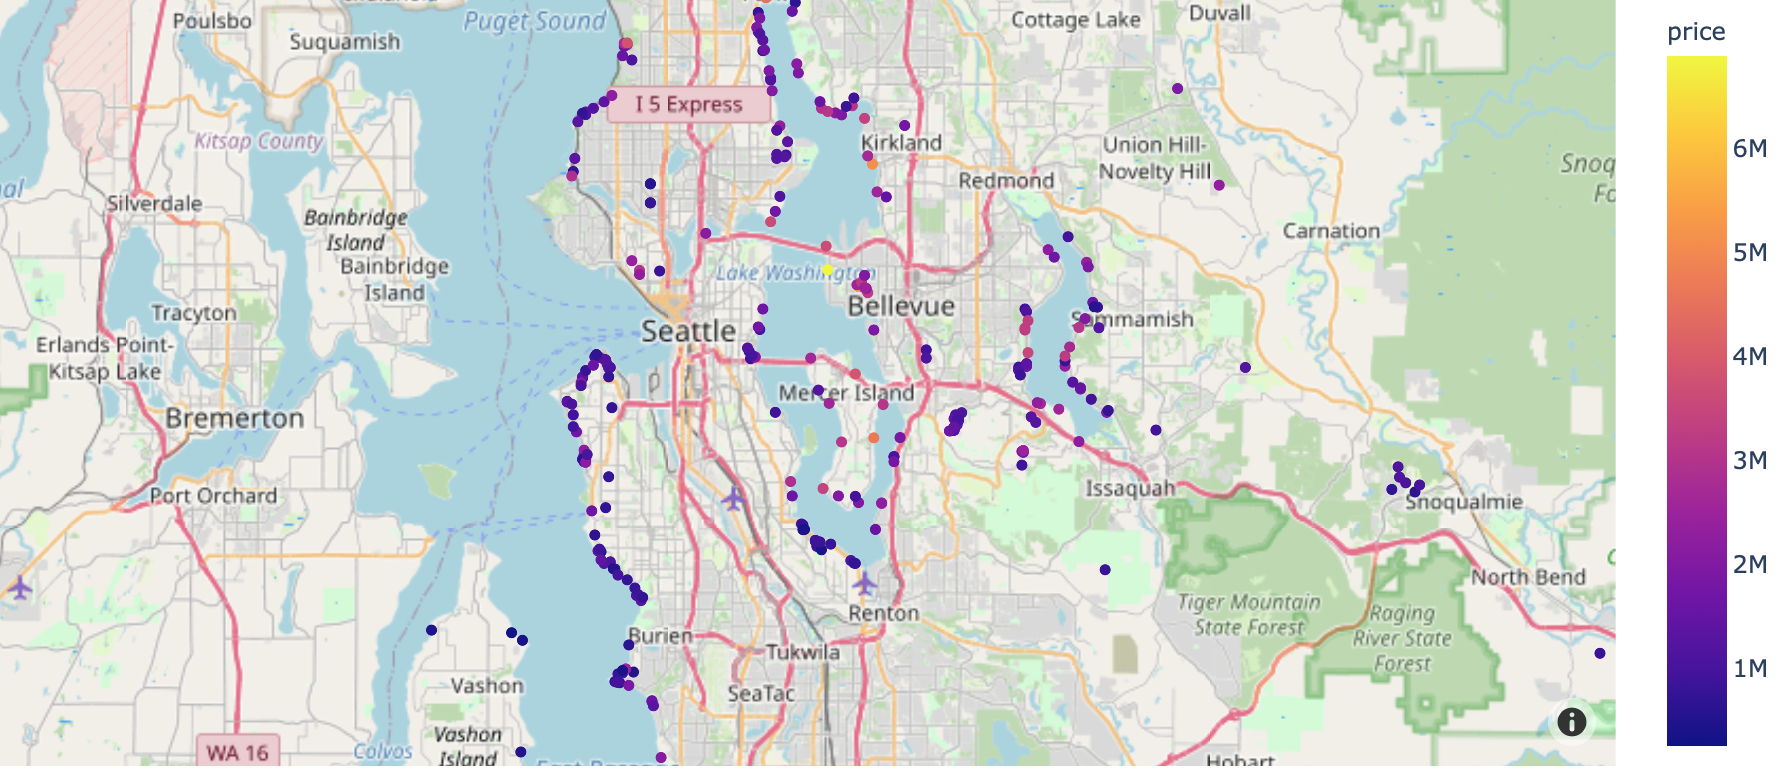 Poulsbo
Suquamish
Puget Sound
Cottage Lake
Duvall
price
I 5 Express
Kitsap County
Kirkland
Union Hill-
Novelty Hill
6M
Silverdale
Redmond
Bainbridge
Island
Carnation
Bainbridge
Island
Lake Washington
5M
Tracyton
Bellevue
Sammamish
Seattle
Erlands Point-
Kitsap Lake
4M
Mercer Island
Bremerton
3M
Port Orchard
Issaquah
Snoqualmie
2M
North Bend
Tiger Mountain
State Forest
Raging
River State
Forest
Renton
Burien
Tukwila
1M
Vashon
SeaTac
Vashon
Island
WA 16
Colvos
Hobart